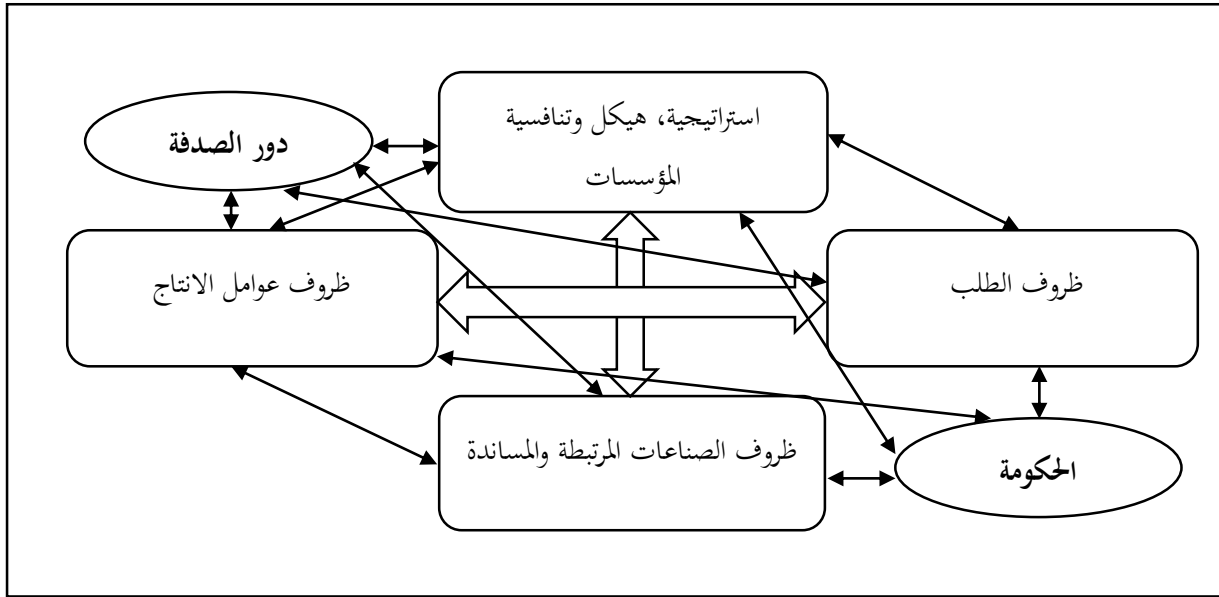 استراتيجية، هيكل وتنافسية
المؤسسات
دور الصدفة
ظروف الطلب
ظروف عوامل الانتاج
ظروف الصناعات المرتبطة والمساندة
الحكومة